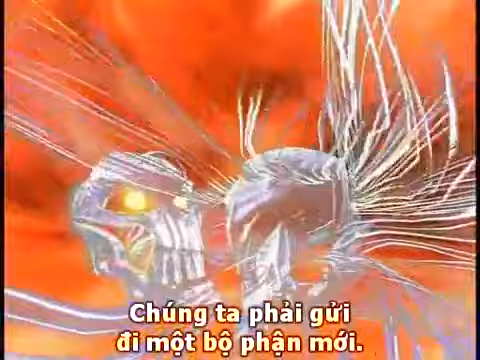 Chúng ta phải gửi
đi một bộ phận mới.